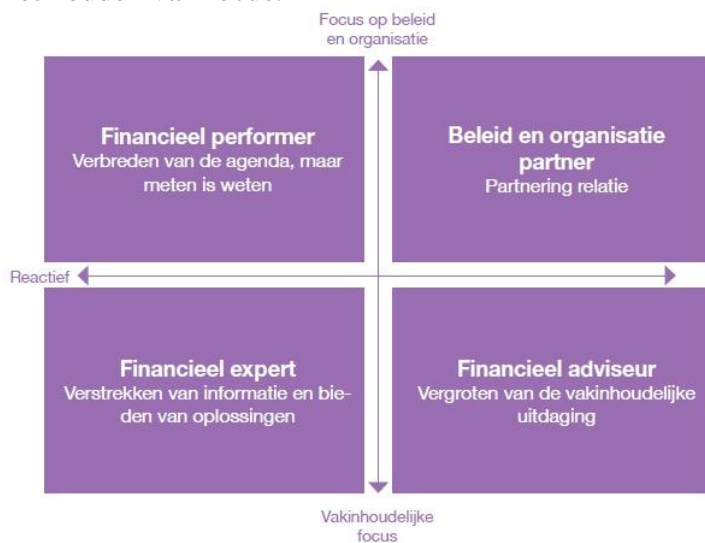 Focus op beleid
en organisatie
Financieel performer
Verbreden van de agenda, maar
meten is weten
Beleid en organisatie
partner
Partnering relatie
Reactief
Financieel expert
Verstrekken van informatie en bie-
den van oplossingen
Financieel adviseur
Vergroten van de vakinhoudelijke
uitdaging
Vakinhoudelijke
focus